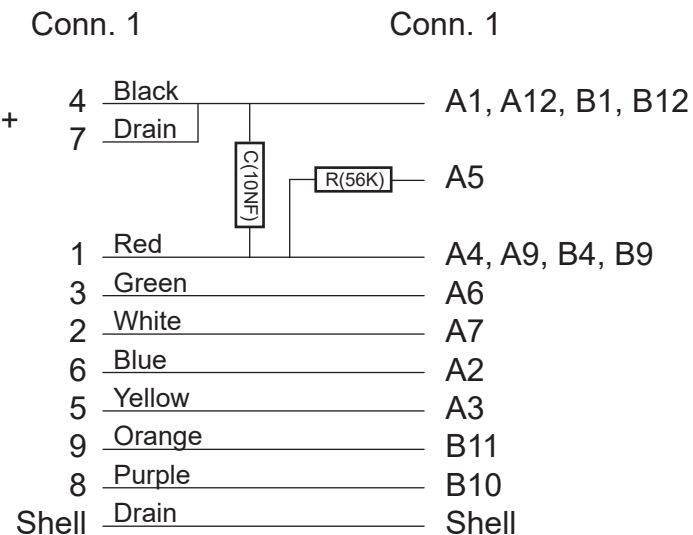 Conn. 1 Conn. 1
4 Black A1, A12, B1, B12
+
7 Drain
C(10NF)
R(56K) A5
1 Red A4, A9, B4, B9
3 Green A6
2 White A7
6 Blue A2
5 Yellow A3
9 Orange B11
8 Purple B10
Shell Drain Shell